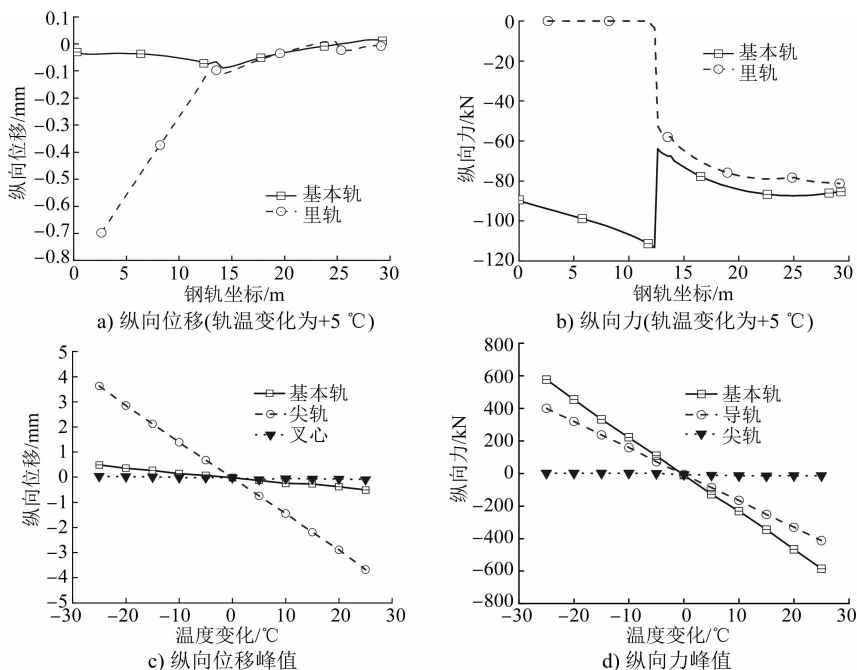 0.1
0
−0.1
−0.2
−0.3
−0.4
−0.5
−0.6
−0.7
−0.8
纵向位移/mm
基本轨
里轨
0 5 10 15 20 25 30
钢轨坐标/m
a) 纵向位移(轨温变化为+5 ℃)
0
−20
−40
−60
−80
−100
−120
纵向力/kN
基本轨
里轨
0 5 10 15 20 25 30
钢轨坐标/m
b) 纵向力(轨温变化为+5 ℃)
5
4
3
2
1
0
−1
−2
−3
−4
−5
纵向位移/mm
基本轨
尖轨
叉心
−30 −20 −10 0 10 20 30
温度变化/℃
c) 纵向位移峰值
800
600
400
200
0
−200
−400
−600
−800
纵向力/kN
基本轨
导轨
尖轨
−30 −20 −10 0 10 20 30
温度变化/℃
d) 纵向力峰值